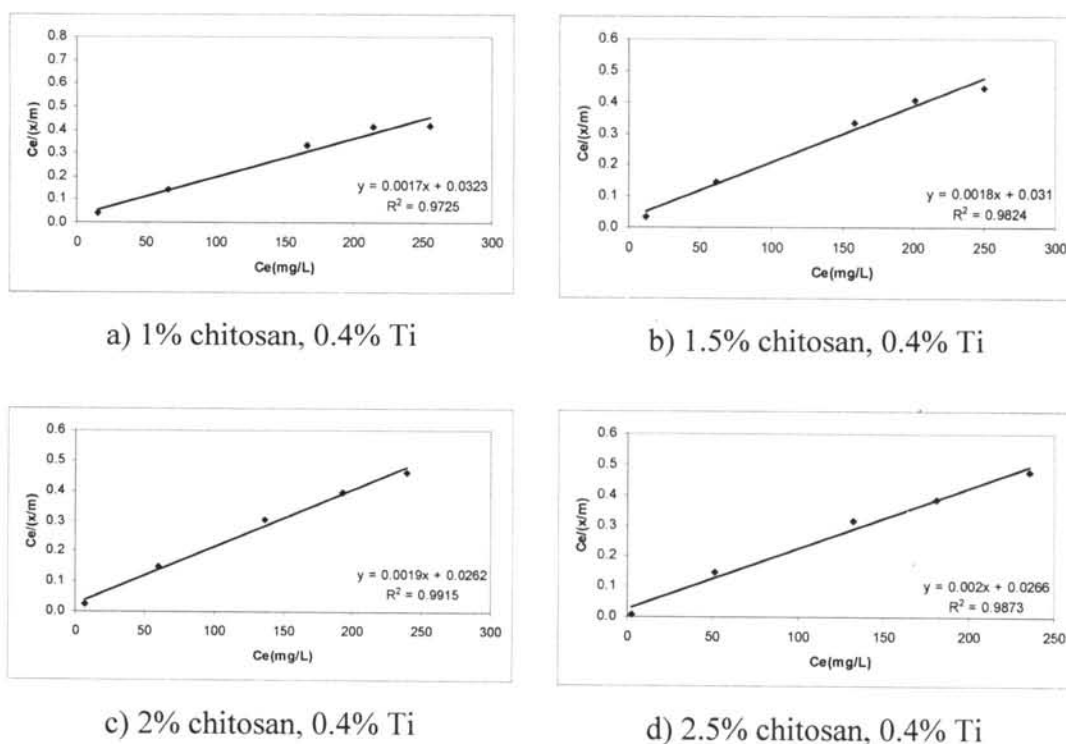 0.8
0.7
0.6
0.5
0.4
0.3
0.2
0.1
0.0
Ce/(x/m)
y = 0.0017x + 0.0323
R² = 0.9725
0 50 100 150 200 250 300
Ce(mg/L)
a) 1% chitosan, 0.4% Ti
0.6
0.5
0.4
0.3
0.2
0.1
0.0
Ce/(x/m)
y = 0.0018x + 0.031
R² = 0.9824
0 50 100 150 200 250 300
Ce(mg/L)
b) 1.5% chitosan, 0.4% Ti
0.6
0.5
0.4
0.3
0.2
0.1
0.0
Ce/(x/m)
y = 0.0019x + 0.0262
R² = 0.9915
0 50 100 150 200 250 300
Ce(mg/L)
c) 2% chitosan, 0.4% Ti
0.6
0.5
0.4
0.3
0.2
0.1
0.0
Ce/(x/m)
y = 0.002x + 0.0266
R² = 0.9873
0 50 100 150 200 250
Ce(mg/L)
d) 2.5% chitosan, 0.4% Ti